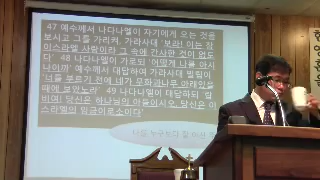 47 예수께서 나다나엘이 자기에게 오는 것을
보시고 그를 가리켜 가라사대 '보라! 이는 참
이스라엘 사람이라 그 속에 간사한 것이 없도
다' 48 나다나엘이 가로되 '어떻게 나를 아시
나이까' 예수께서 대답하여 가라사대 빌립이
너를 부르기 전에 네가 무화과나무 아래 있을
때에 보았노라' 49 나다나엘이 대답하되 '랍
비여! 당신은 하나님의 아들이시오 당신은 이
스라엘의 임금이로소이다'